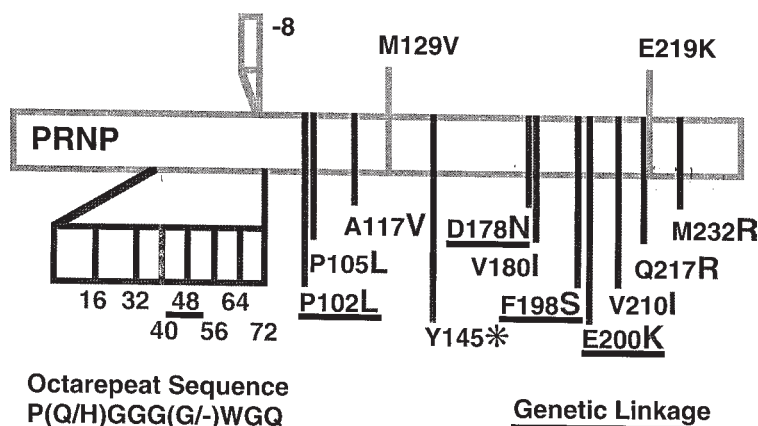 -8
M129V
E219K
PRNP
A117V
D178N
M232R
P105L
V180I
Q217R
16 32 48 64
P102L
F198S
V210I
40 56 72
Y145*
E200K
Octarepeat Sequence
P(Q/H)GGG(G/-)WGQ
Genetic Linkage